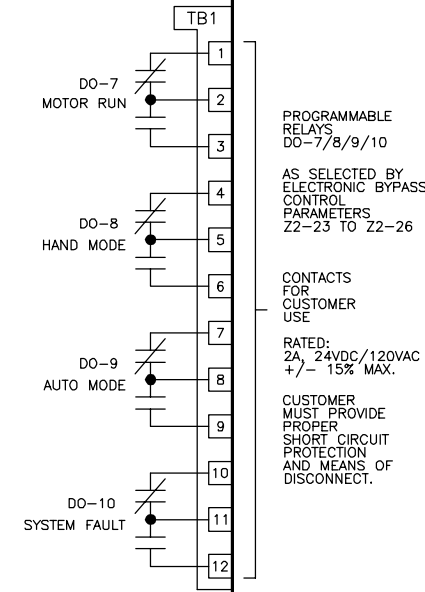 TB1
1
DO-7
MOTOR RUN
2
3
4
DO-8
HAND MODE
5
6
7
DO-9
AUTO MODE
8
9
10
DO-10
SYSTEM FAULT
11
12
PROGRAMMABLE
RELAYS
DO-7/8/9/10
AS SELECTED BY
ELECTRONIC BYPASS
CONTROL
PARAMETERS
Z2-23 TO Z2-26
CONTACTS
FOR
CUSTOMER
USE
RATED:
2A, 24VDC/120VAC
+/- 15% MAX.
CUSTOMER
MUST PROVIDE
PROPER
SHORT CIRCUIT
PROTECTION
AND MEANS OF
DISCONNECT.